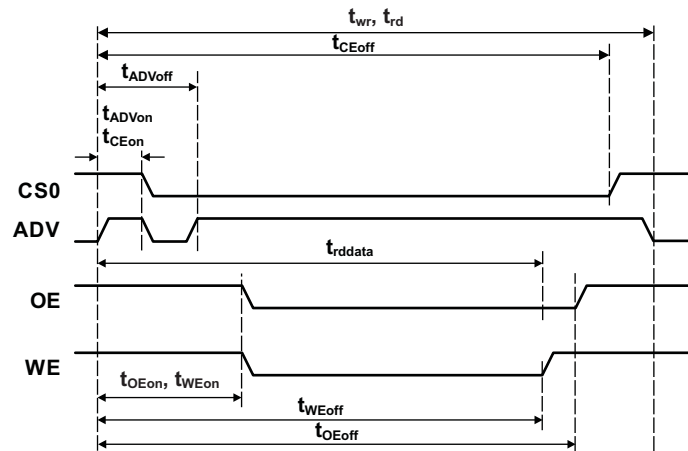 twr, trd
tCEoff
tADVoff
tADVon
tCEon
CS0
ADV
trddata
OE
WE
tOEon, tWEon
tWEoff
tOEoff